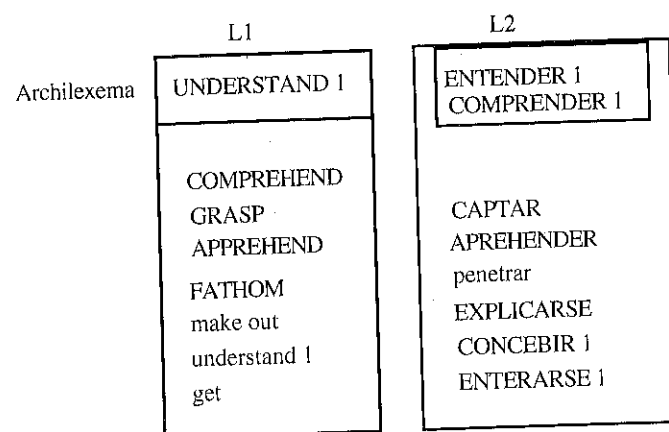 L1
L2
Archilexema
UNDERSTAND 1
ENTENDER 1
COMPRENDER 1
COMPREHEND
GRASP
APPREHEND
FATHOM
make out
understand 1
get
CAPTAR
APREHENDER
penetrar
EXPLICARSE
CONCEBIR 1
ENTERARSE 1